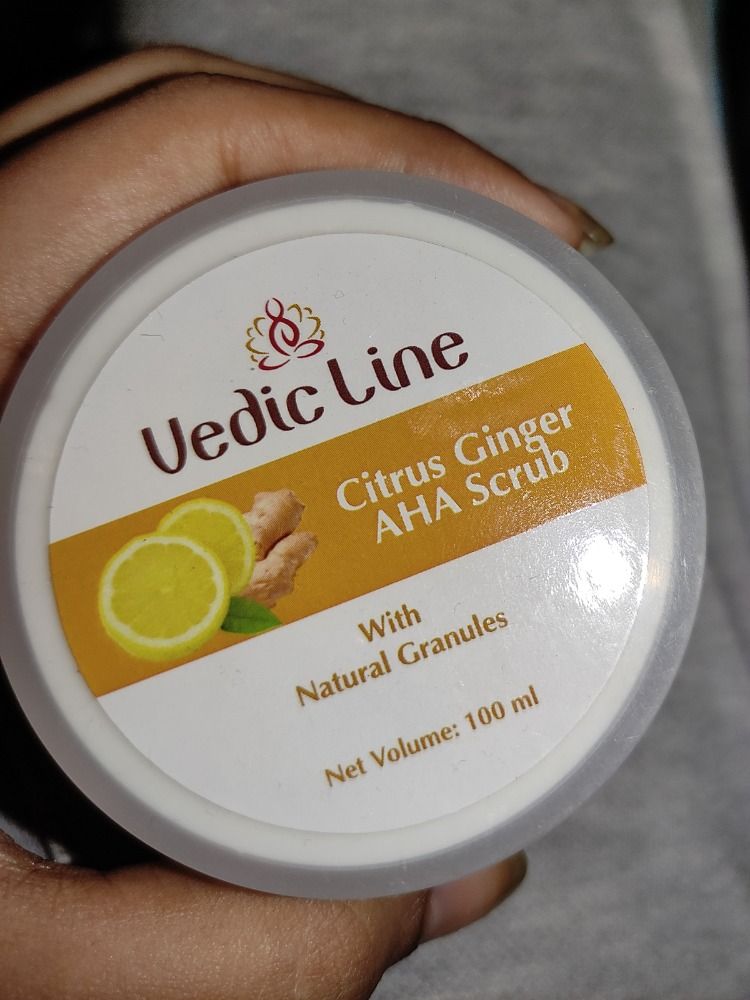 Vedic Line
Citrus Ginger
AHA Scrub
With
Natural Granules
Net Volume: 100 ml